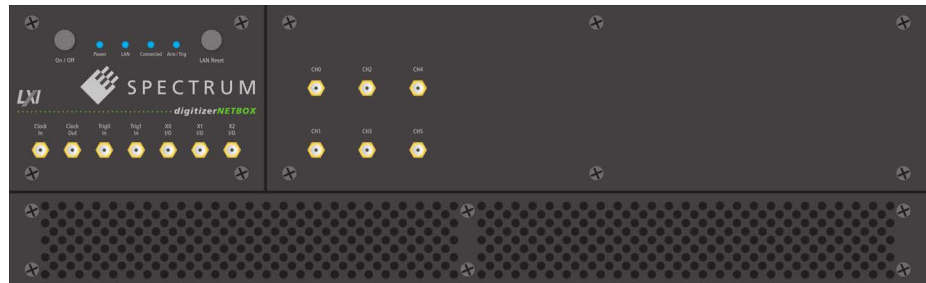 On / Off
Power LAN Connected Arm/Trig
LAN Reset
SPECTRUM
LXI
digitizerNETBOX
Clock In
Clock Out
Trig0 In
Trig1 In
X0 I/O
X1 I/O
X2 I/O
CH0 CH2 CH4
CH1 CH3 CH5